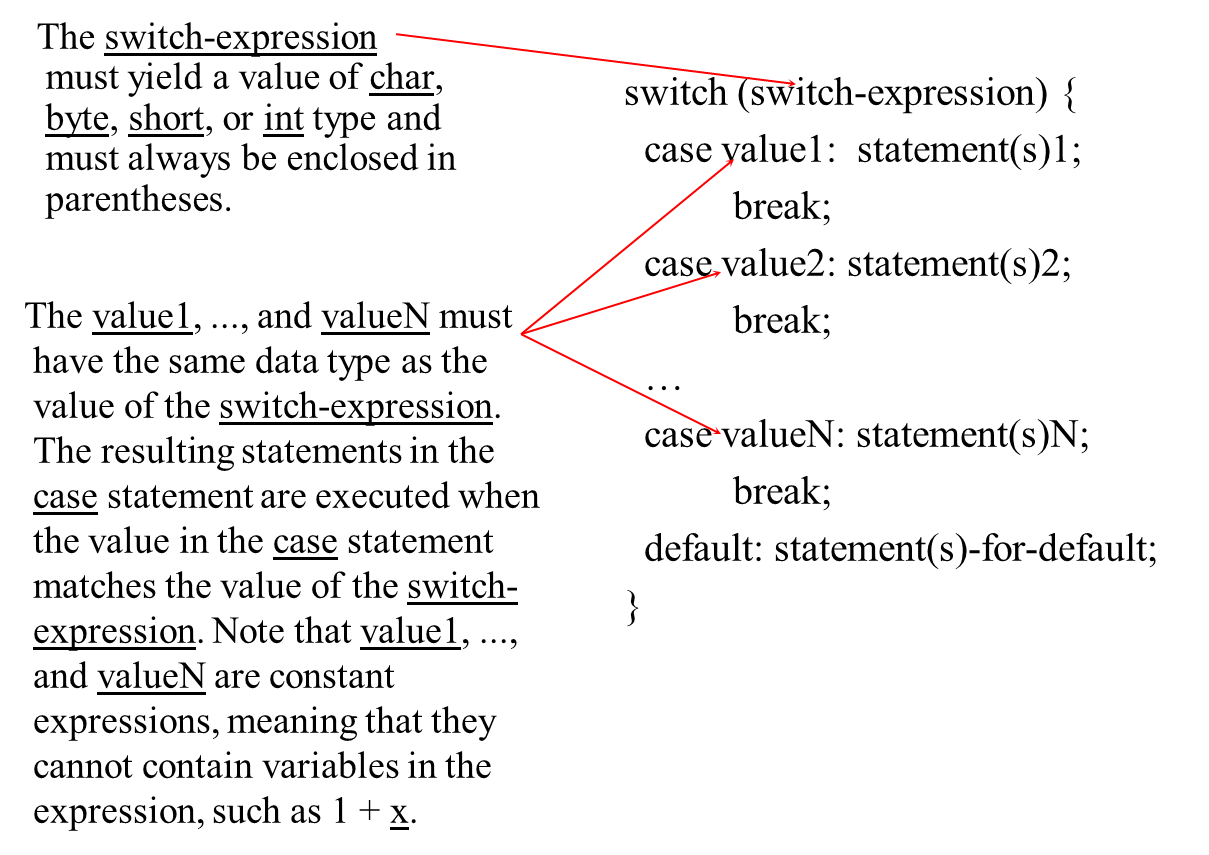 The switch-expression
must yield a value of char,
byte, short, or int type and
must always be enclosed in
parentheses.
The value1, ..., and valueN must
have the same data type as the
value of the switch-expression.
The resulting statements in the
case statement are executed when
the value in the case statement
matches the value of the switch-
expression. Note that value1, ...,
and valueN are constant
expressions, meaning that they
cannot contain variables in the
expression, such as 1 + x.
switch (switch-expression) {
case value1: statement(s)1;
break;
case value2: statement(s)2;
break;
…
case valueN: statement(s)N;
break;
default: statement(s)-for-default;
}